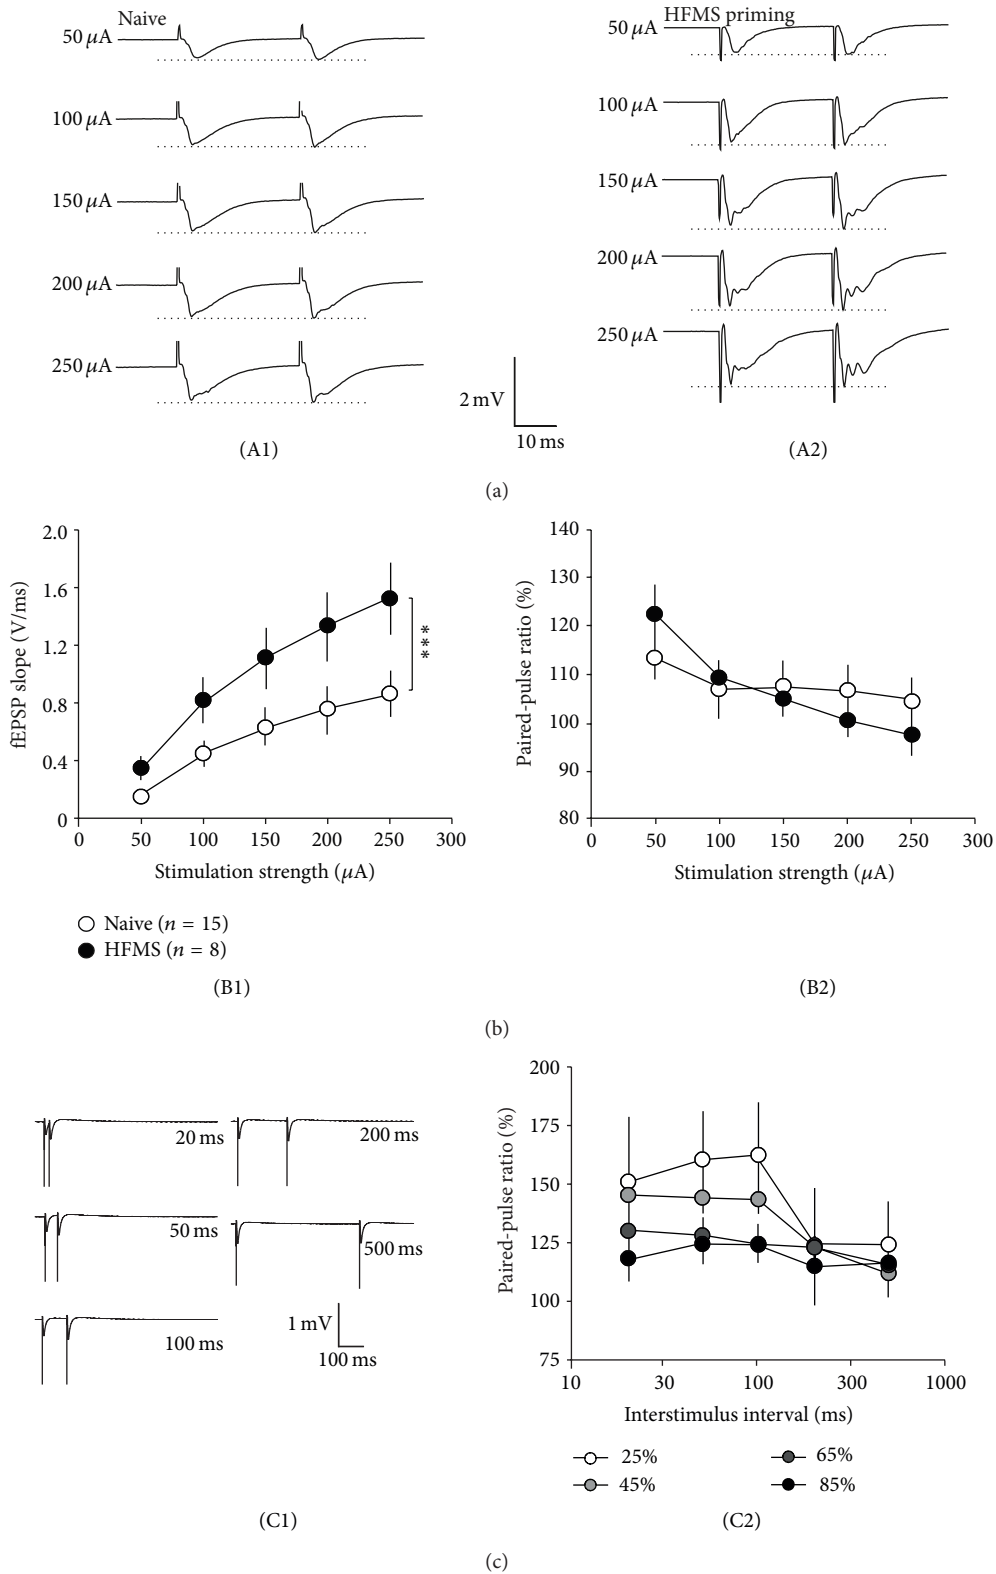 Naive
50 μA
100 μA
150 μA
200 μA
250 μA
(A1)
2 mV
10 ms
HFMS priming
50 μA
100 μA
150 μA
200 μA
250 μA
(A2)
(a)
fEPSP slope (V/ms)
2.0
1.6
1.2
0.8
0.4
0
0 50 100 150 200 250 300
Stimulation strength (μA)
***
Naive (n = 15)
HFMS (n = 8)
(B1)
Paired-pulse ratio (%)
140
130
120
110
100
90
80
0 50 100 150 200 250 300
Stimulation strength (μA)
(B2)
(b)
20 ms
200 ms
50 ms
500 ms
100 ms
1 mV
100 ms
(C1)
Paired-pulse ratio (%)
200
175
150
125
100
75
10 30 100 300 1000
Interstimulus interval (ms)
25%
45%
65%
85%
(C2)
(c)